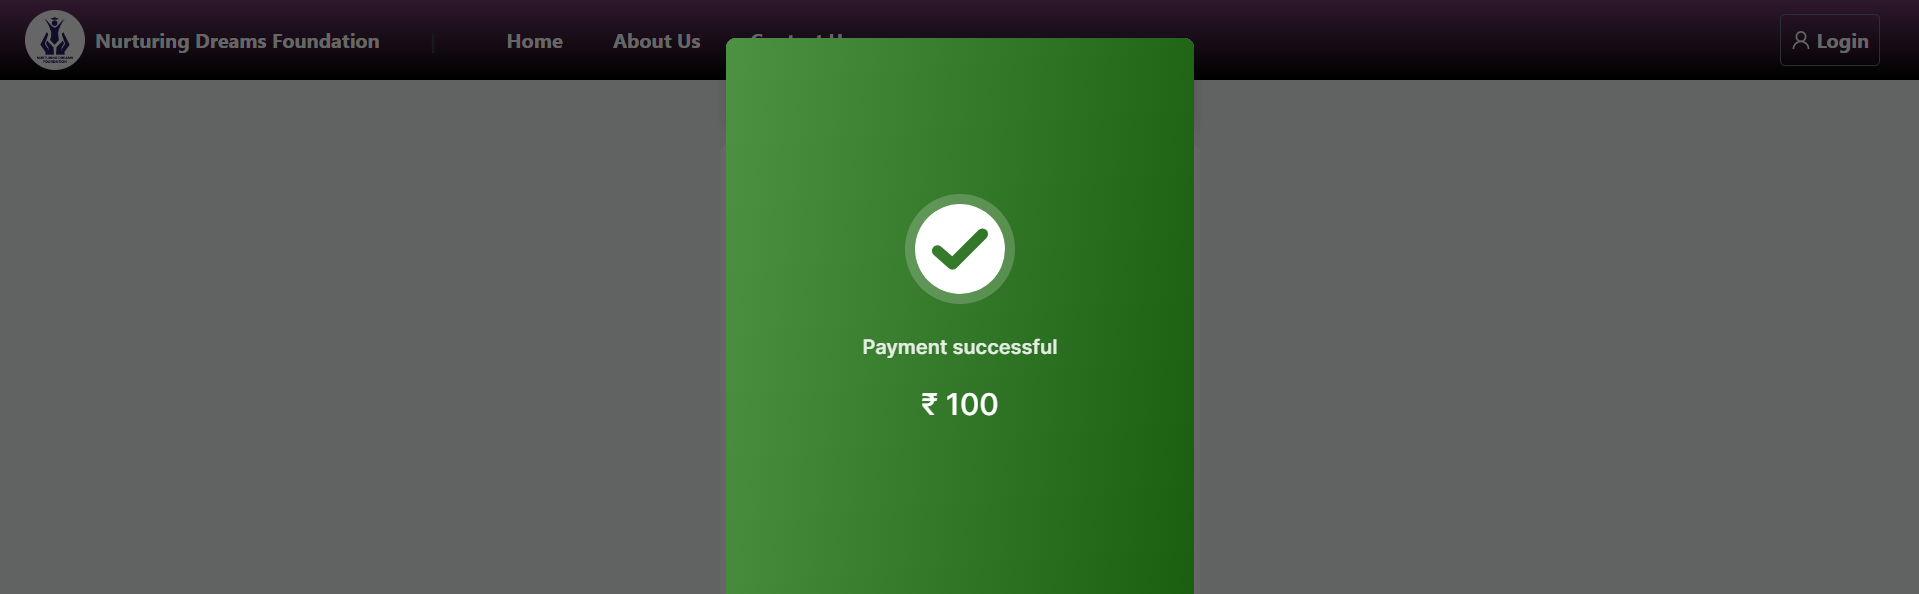 Nurturing Dreams Foundation
Home
About Us
Login
Payment successful
₹ 100